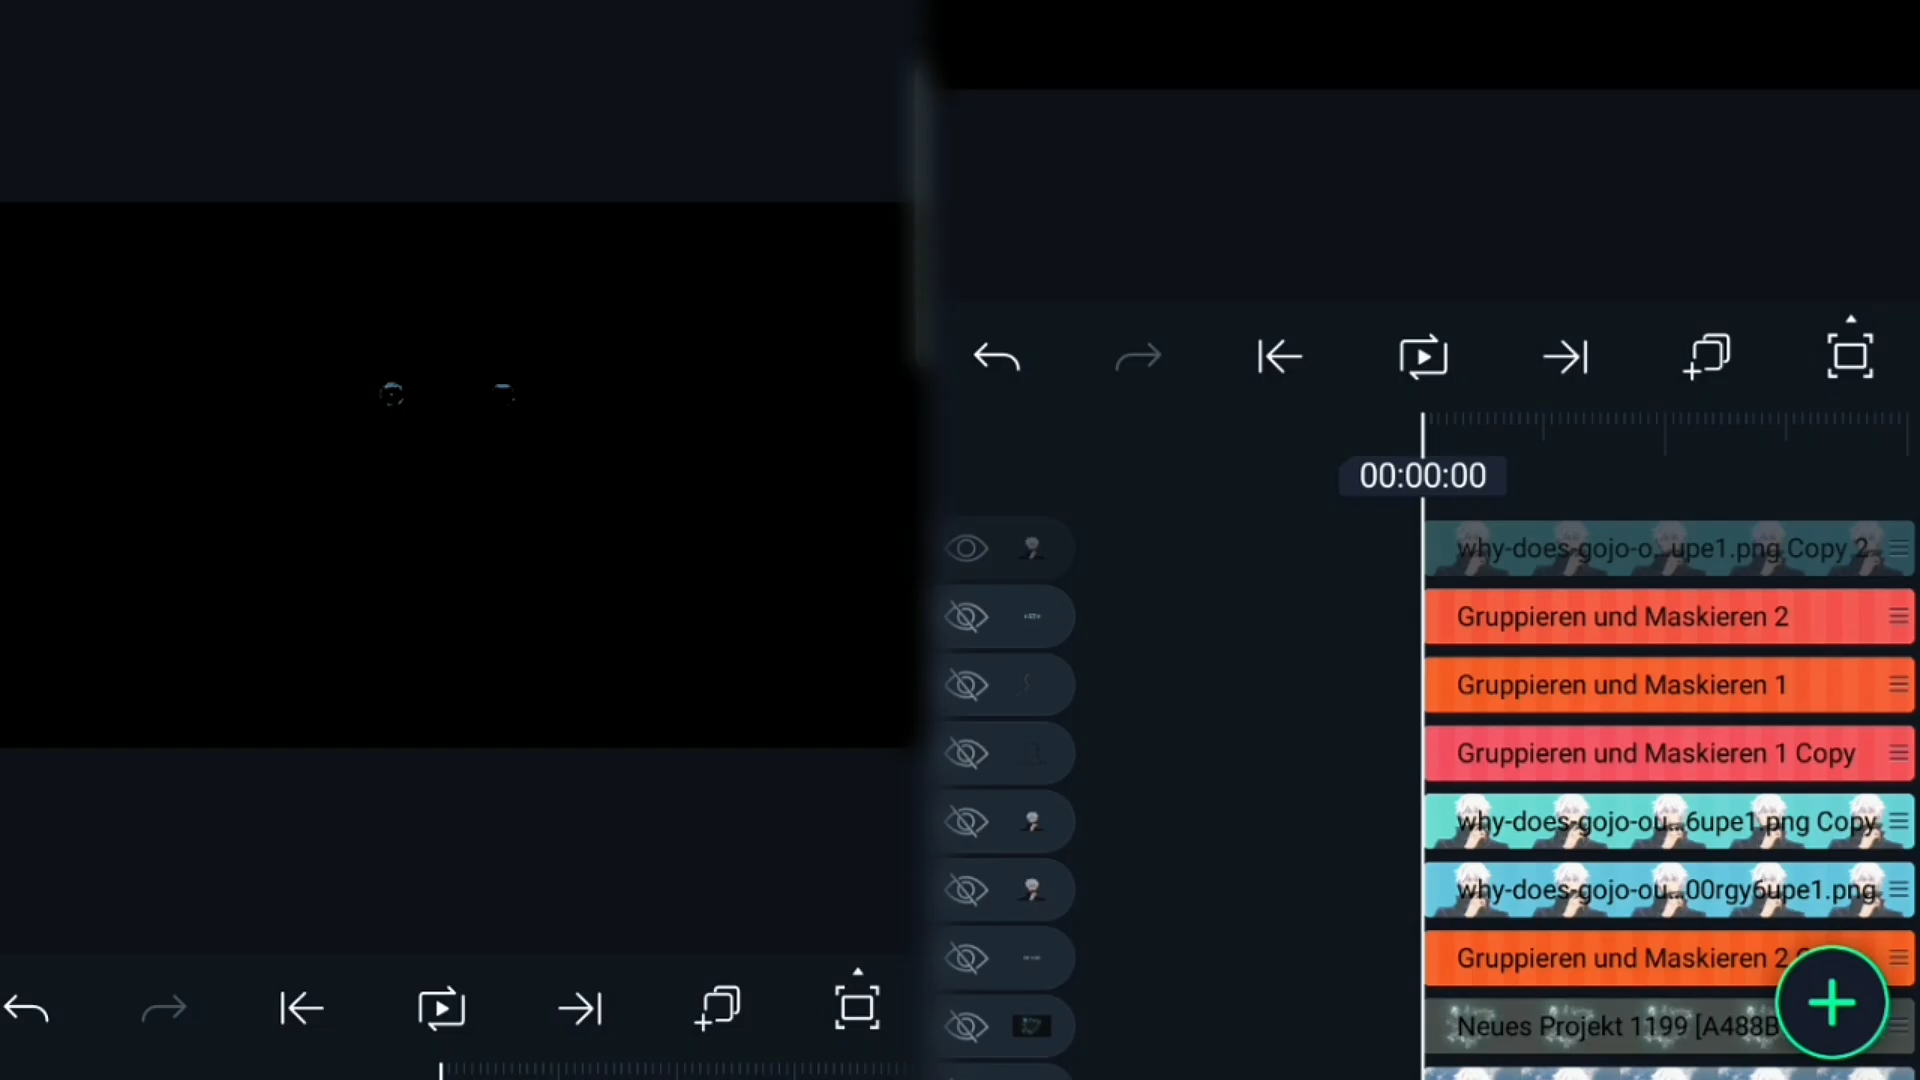 00:00:00
why-does-gojo-o...upe1.png Copy 2
Gruppieren und Maskieren 2
Gruppieren und Maskieren 1
Gruppieren und Maskieren 1 Copy
why-does-gojo-ou...6upe1.png Copy
why-does-gojo-ou...00rgy6upe1.png
Gruppieren und Maskieren 2
Neues Projekt 1199 [A488B